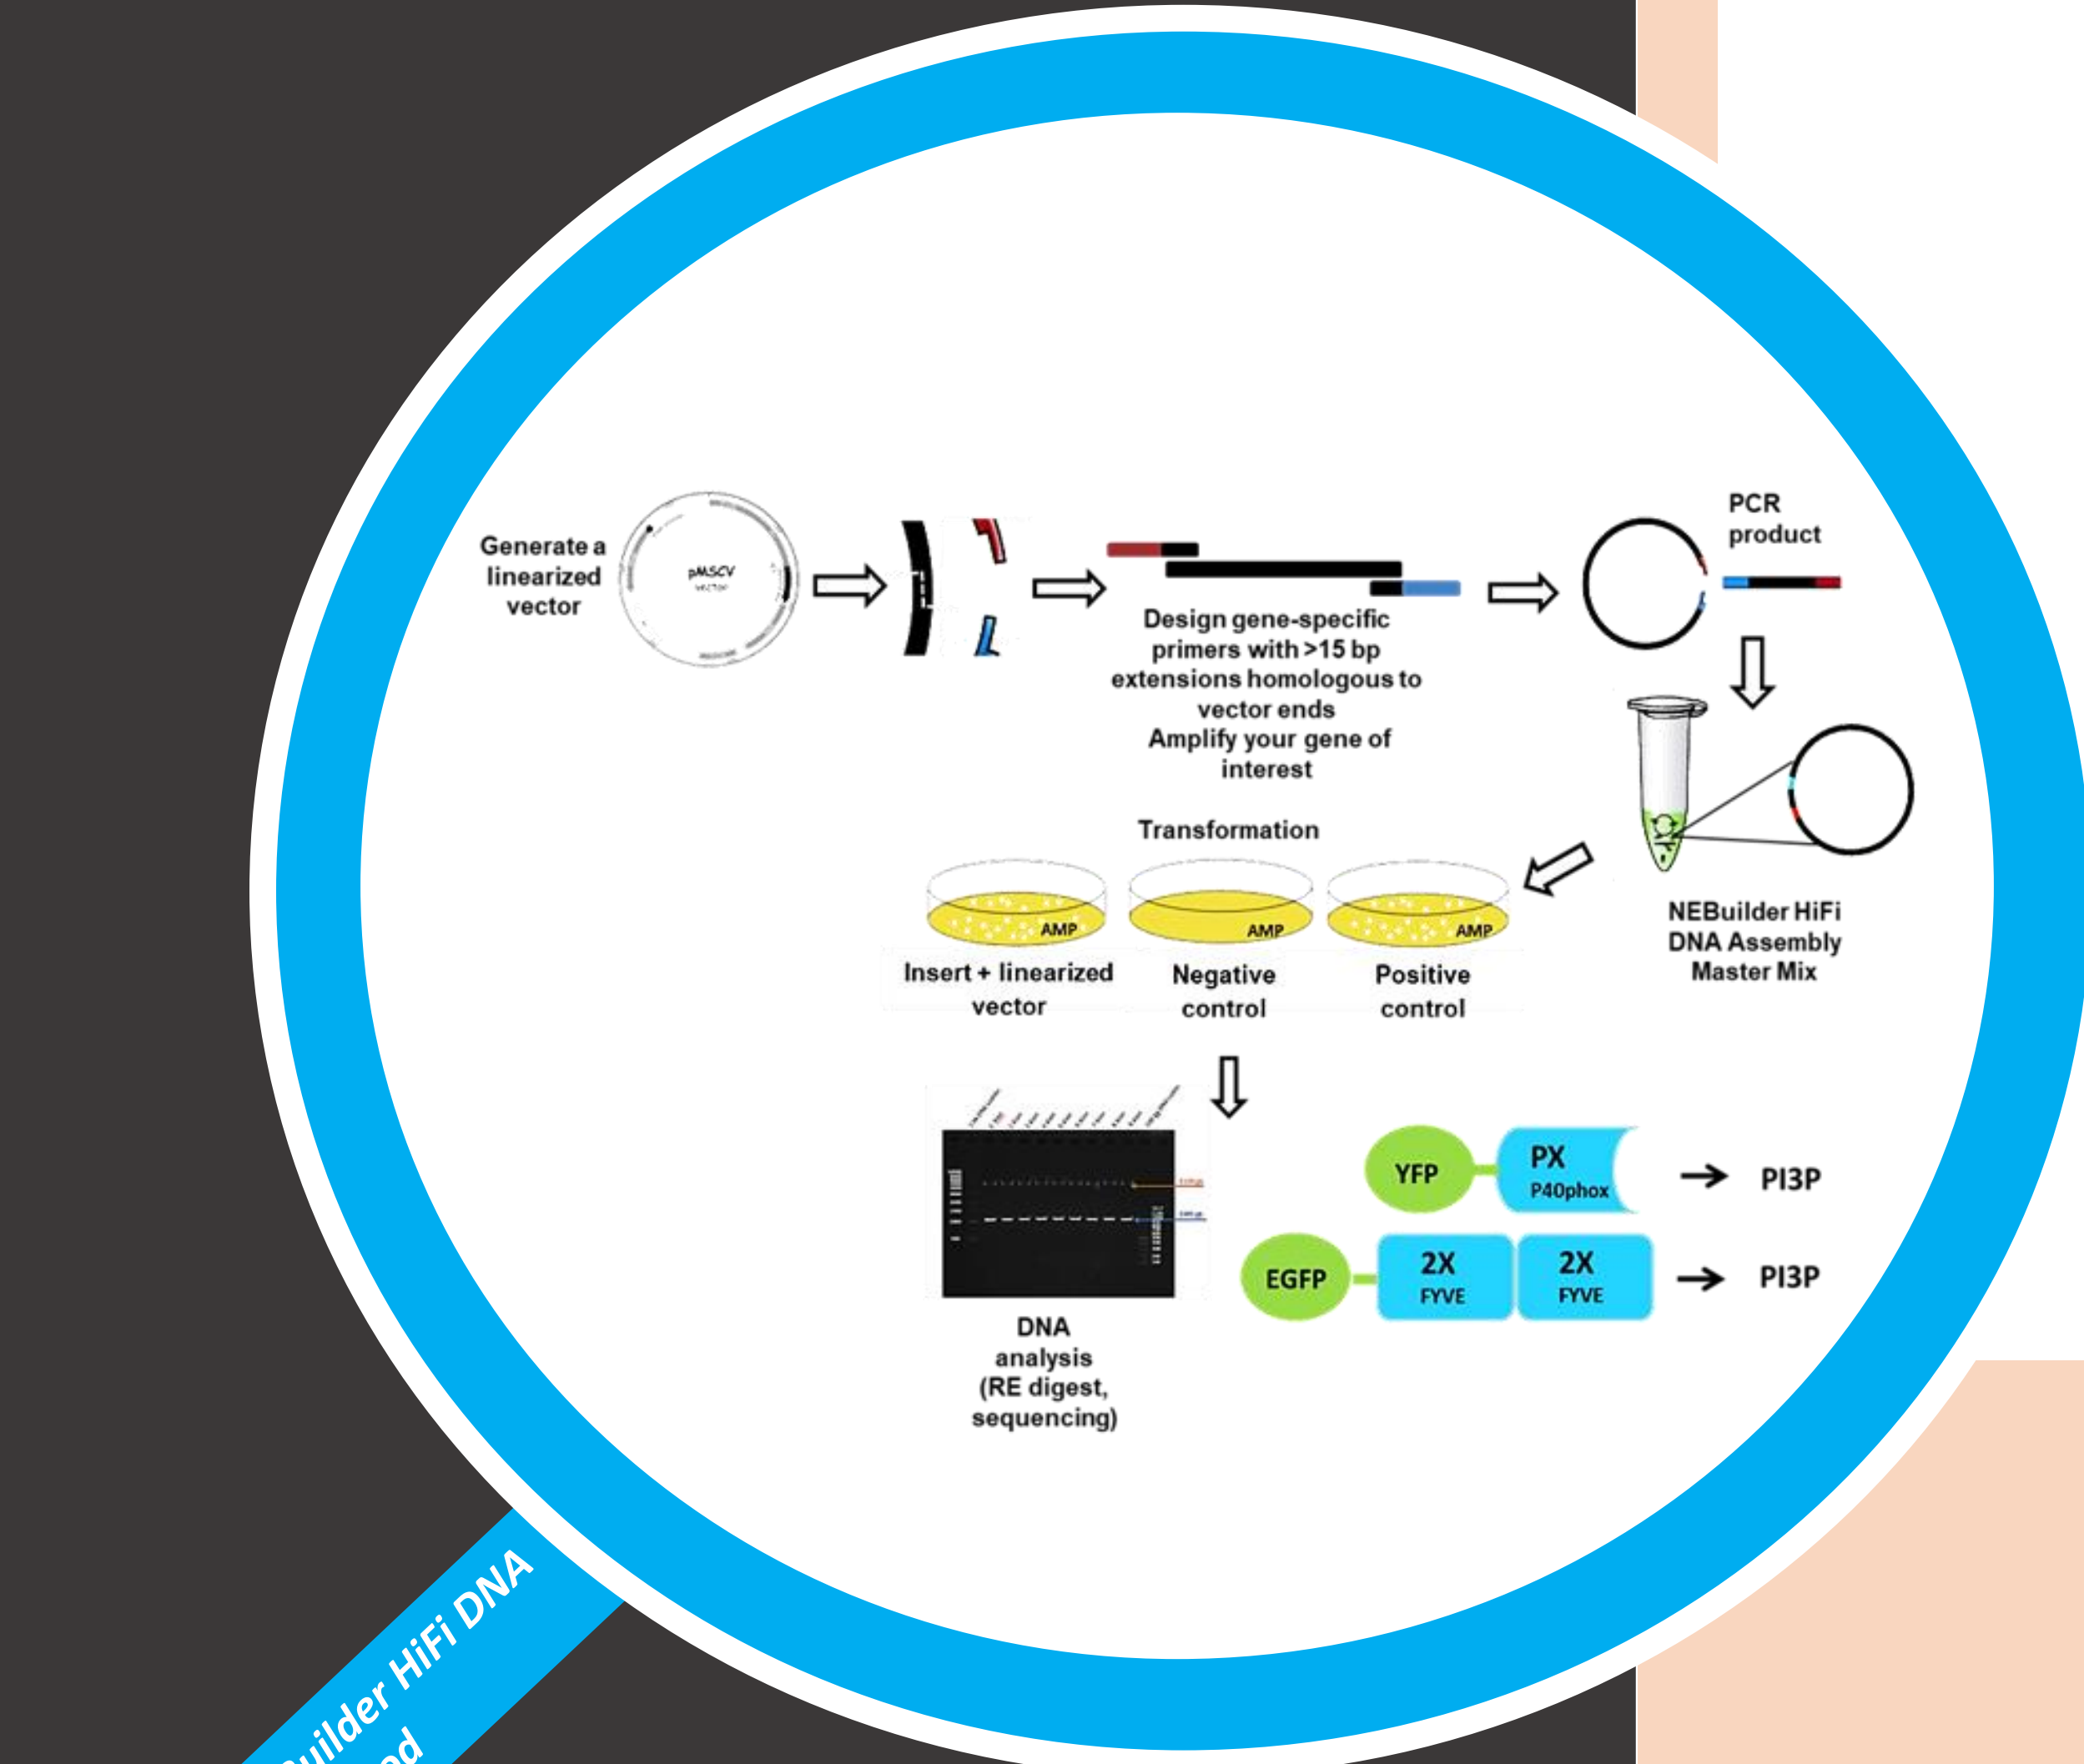 Generate a
linearized
vector
pMSCV
vector
Design gene-specific
primers with >15 bp
extensions homologous to
vector ends
Amplify your gene of
interest
PCR
product
NEBuilder HiFi
DNA Assembly
Master Mix
Transformation
AMP
AMP
AMP
Insert + linearized
vector
Negative
control
Positive
control
DNA
analysis
(RE digest,
sequencing)
YFP
PX
P40phox
PI3P
EGFP
2X
FYVE
2X
FYVE
PI3P
HiFi DNA